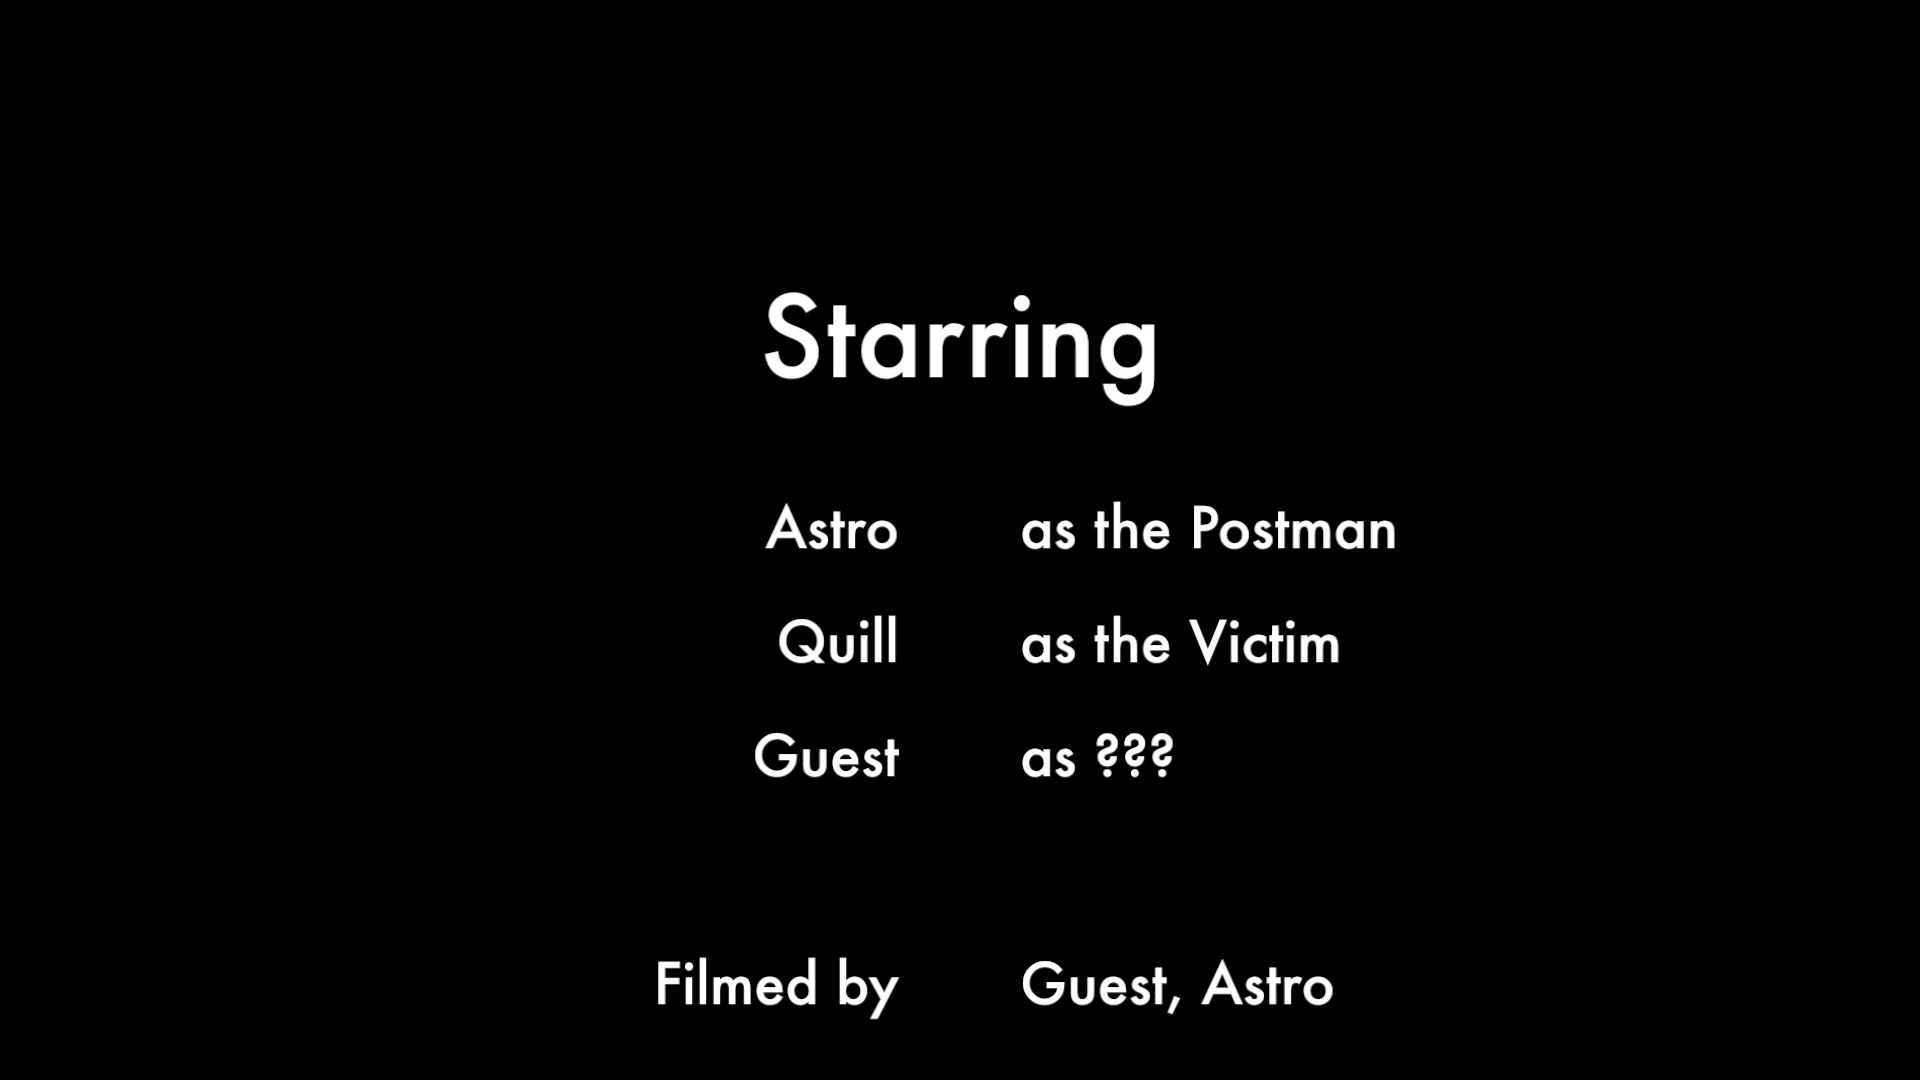 Starring
Astro as the Postman
Quill as the Victim
Guest as ???
Filmed by Guest, Astro